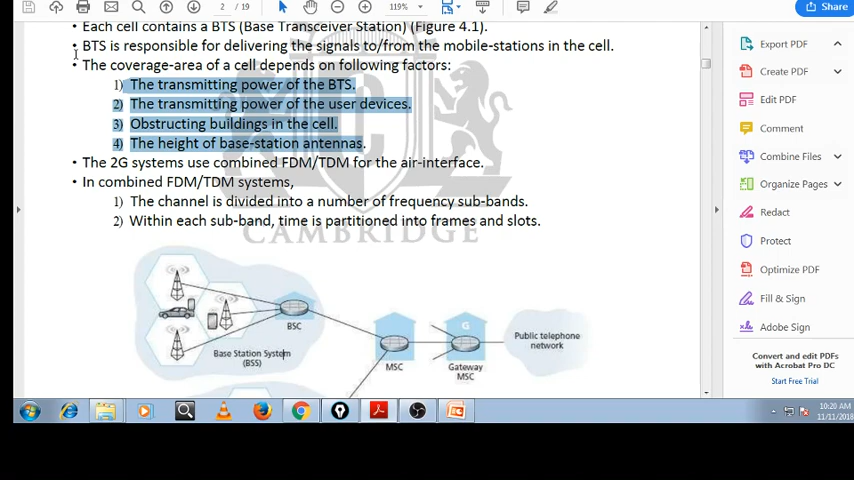 2 / 19
119%
Share
• Each cell contains a BTS (Base Transceiver Station) (Figure 4.1).
• BTS is responsible for delivering the signals to/from the mobile-stations in the cell.
• The coverage-area of a cell depends on following factors:
1) The transmitting power of the BTS.
2) The transmitting power of the user devices.
3) Obstructing buildings in the cell.
4) The height of base-station antennas.
• The 2G systems use combined FDM/TDM for the air-interface.
• In combined FDM/TDM systems,
1) The channel is divided into a number of frequency sub-bands.
2) Within each sub-band, time is partitioned into frames and slots.
CAMBRIDGE
BSC
G
Base Station System
(BSS)
MSC
Gateway
MSC
Public telephone
network
Export PDF
Create PDF
Edit PDF
Comment
Combine Files
Organize Pages
Redact
Protect
Optimize PDF
Fill & Sign
Adobe Sign
Convert and edit PDFs
with Acrobat Pro DC
Start Free Trial
10:20 AM
11/11/2018